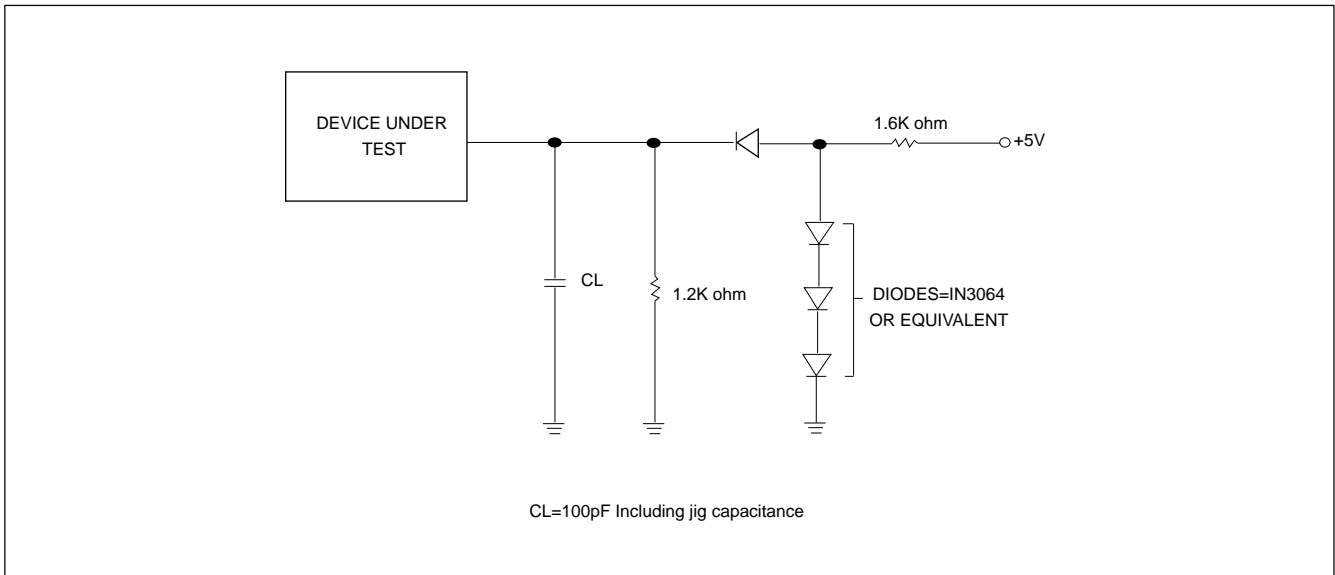 DEVICE UNDER
TEST
1.6K ohm
+5V
CL
1.2K ohm
DIODES=IN3064
OR EQUIVALENT
CL=100pF Including jig capacitance